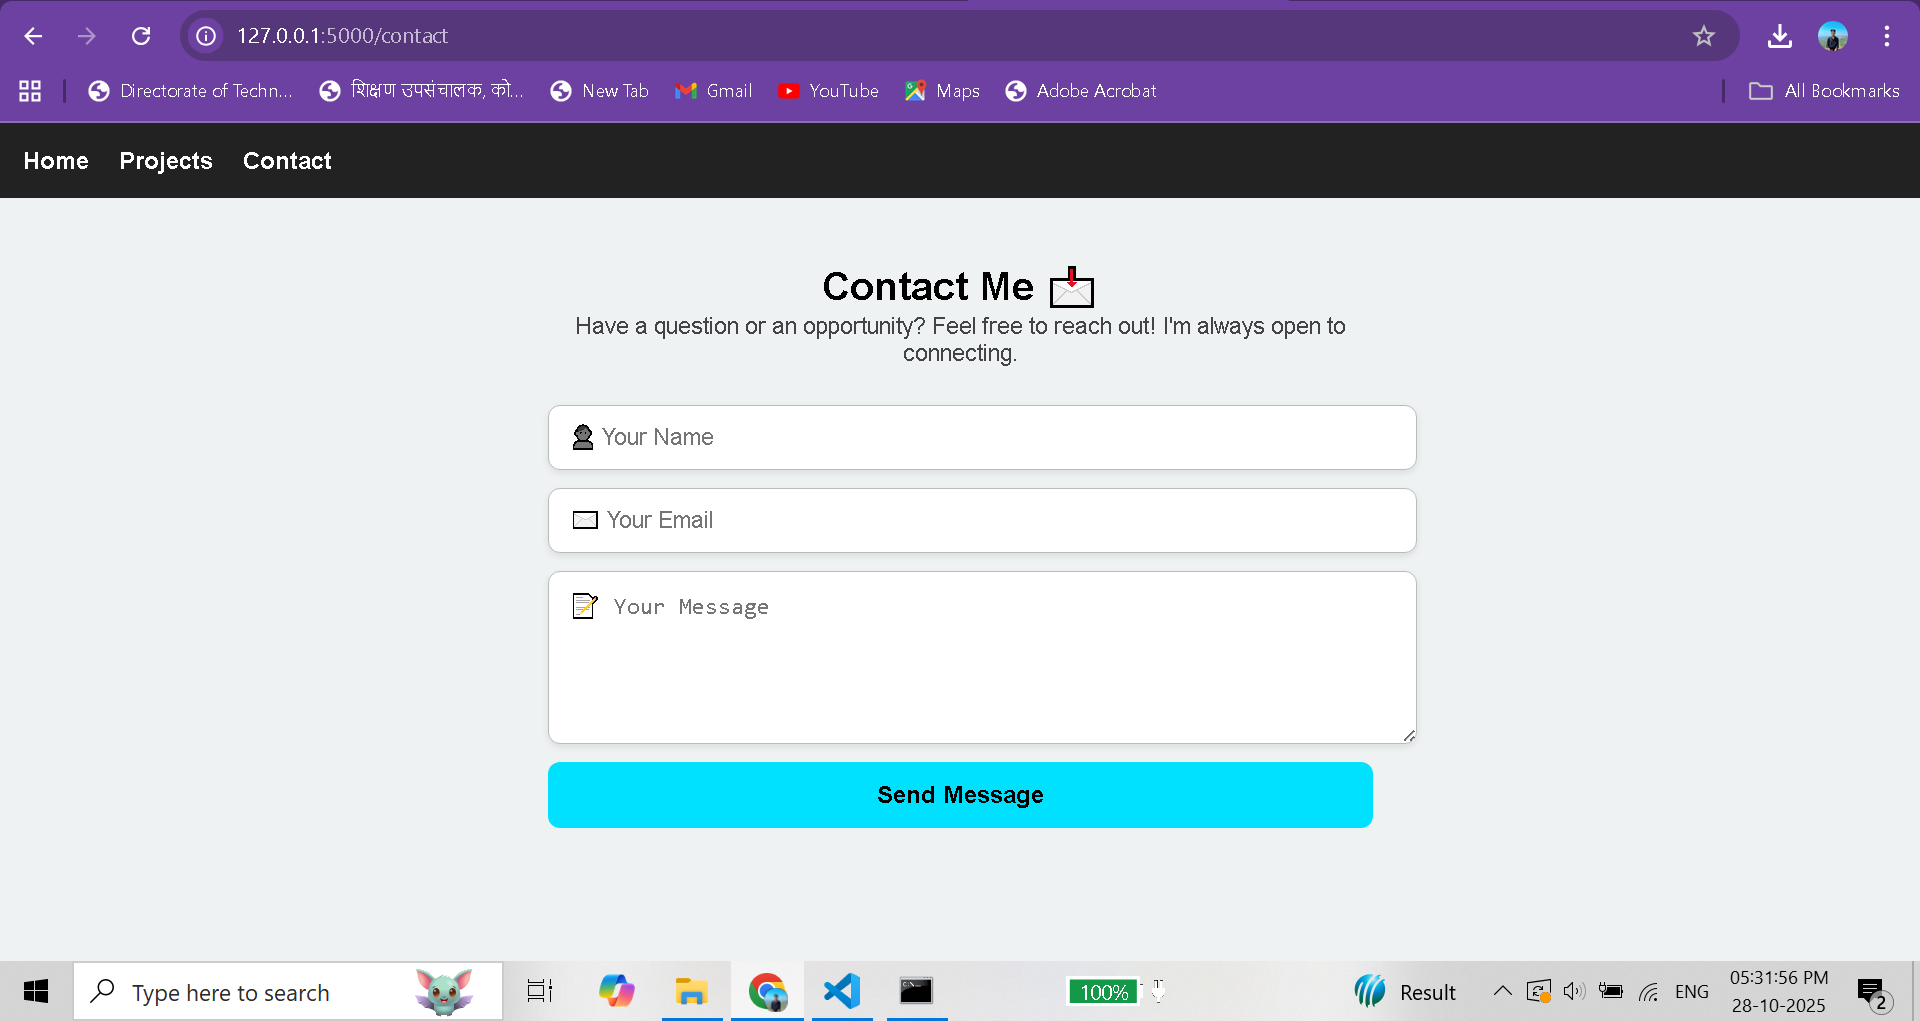 127.0.0.1:5000/contact
Directorate of Techn... शिक्षण उपसंचालक, को... New Tab Gmail YouTube Maps Adobe Acrobat All Bookmarks
Home Projects Contact
Contact Me
Have a question or an opportunity? Feel free to reach out! I'm always open to
connecting.
Your Name
Your Email
Your Message
Send Message
Type here to search 100% Result ENG 05:31:56 PM
28-10-2025 2